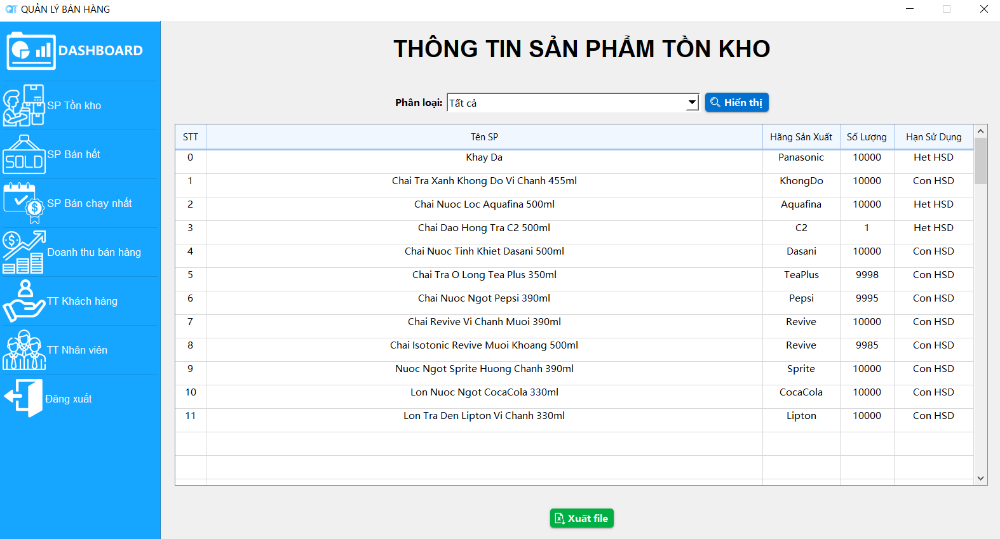 QT QUẢN LÝ BÁN HÀNG
DASHBOARD
SP Tồn kho
SOLD
SP Bán hết
SP Bán chạy nhất
Doanh thu bán hàng
TT Khách hàng
TT Nhân viên
Đăng xuất
THÔNG TIN SẢN PHẨM TỒN KHO
Phân loại: Tất cả Hiển thị
STT Tên SP Hãng Sản Xuất Số Lượng Hạn Sử Dụng
0 Khay Da Panasonic 10000 Het HSD
1 Chai Tra Xanh Khong Do Vi Chanh 455ml KhongDo 10000 Con HSD
2 Chai Nuoc Loc Aquafina 500ml Aquafina 10000 Het HSD
3 Chai Dao Hong Tra C2 500ml C2 1 Het HSD
4 Chai Nuoc Tinh Khiet Dasani 500ml Dasani 10000 Con HSD
5 Chai Tra O Long Tea Plus 350ml TeaPlus 9998 Con HSD
6 Chai Nuoc Ngot Pepsi 390ml Pepsi 9995 Con HSD
7 Chai Revive Vi Chanh Muoi 390ml Revive 10000 Con HSD
8 Chai Isotonic Revive Muoi Khoang 500ml Revive 9985 Con HSD
9 Nuoc Ngot Sprite Huong Chanh 390ml Sprite 10000 Con HSD
10 Lon Nuoc Ngot CocaCola 330ml CocaCola 10000 Con HSD
11 Lon Tra Den Lipton Vi Chanh 330ml Lipton 10000 Con HSD
Xuất file